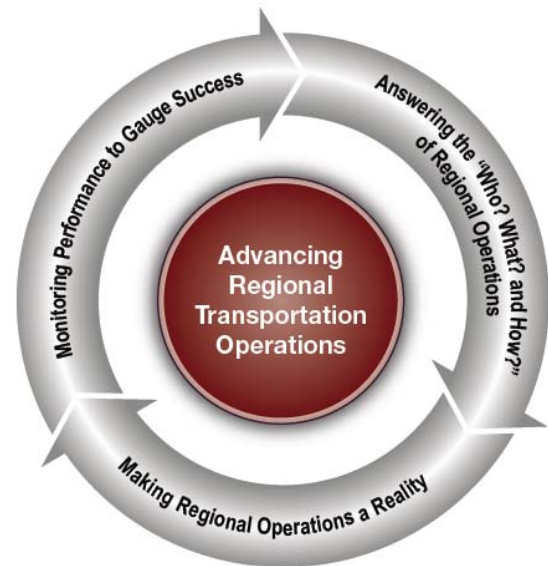 Advancing
Regional
Transportation
Operations
Answering the “Who? What? and How?”
of Regional Operations
Making Regional Operations a Reality
Monitoring Performance to Gauge Success